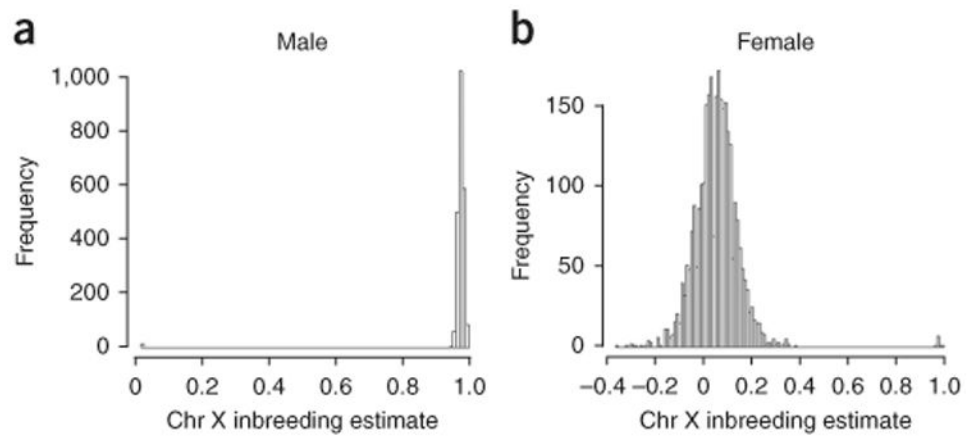 a
Male
Frequency
1,000
800
600
400
200
0
0 0.2 0.4 0.6 0.8 1.0
Chr X inbreeding estimate
b
Female
Frequency
150
100
50
0
−0.4 −0.2 0 0.2 0.4 0.6 0.8 1.0
Chr X inbreeding estimate